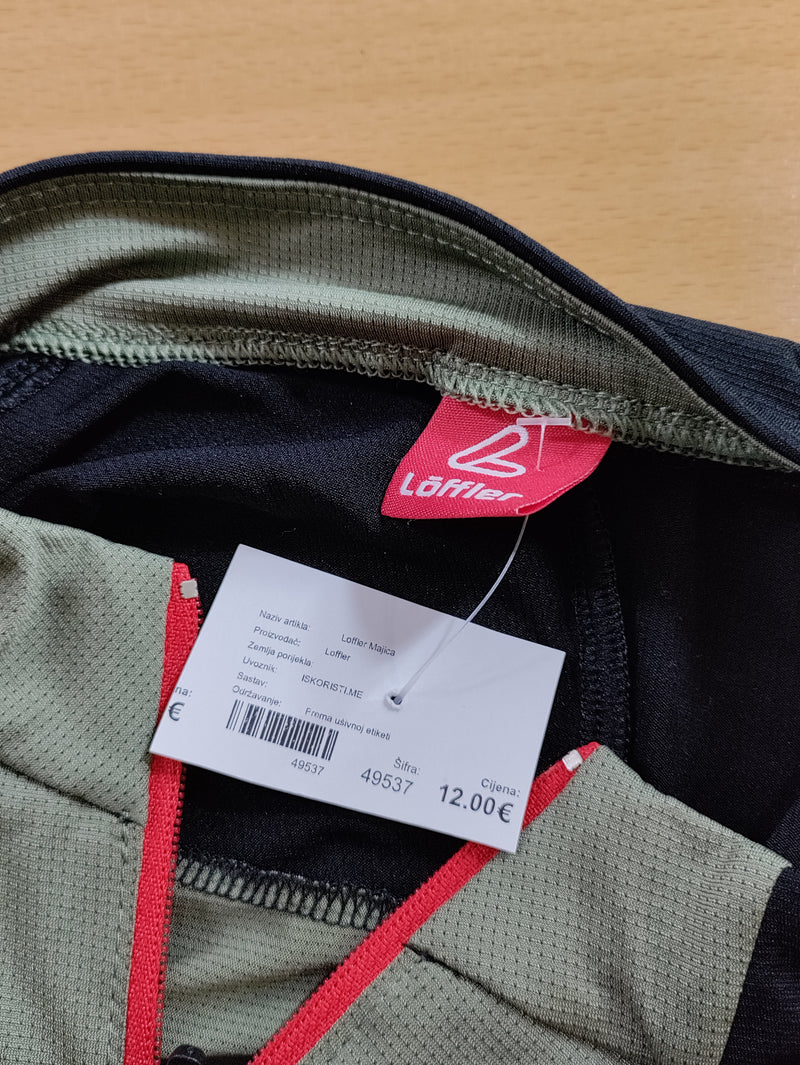 Löffler
Naziv artikla: Loffler Majica
Proizvođač: Loffler
Zemlja porijekla:
Uvoznik: ISKORISTI.ME
Sastav:
Održavanje: Prema ušivnoj etiketi
49537
Šifra:
49537
Cijena:
12.00€
na:
€